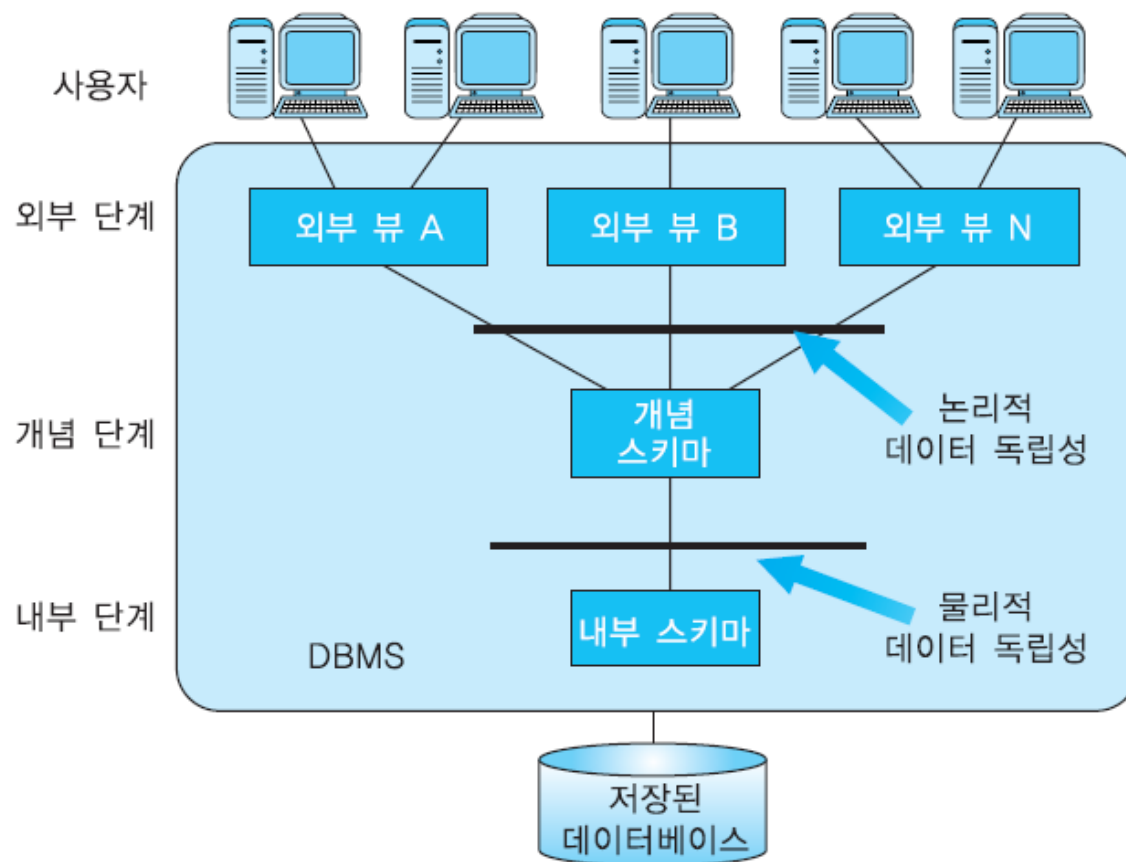 사용자
외부 단계
외부 뷰 A
외부 뷰 B
외부 뷰 N
논리적
데이터 독립성
개념 단계
개념
스키마
물리적
데이터 독립성
내부 단계
내부 스키마
DBMS
저장된
데이터베이스